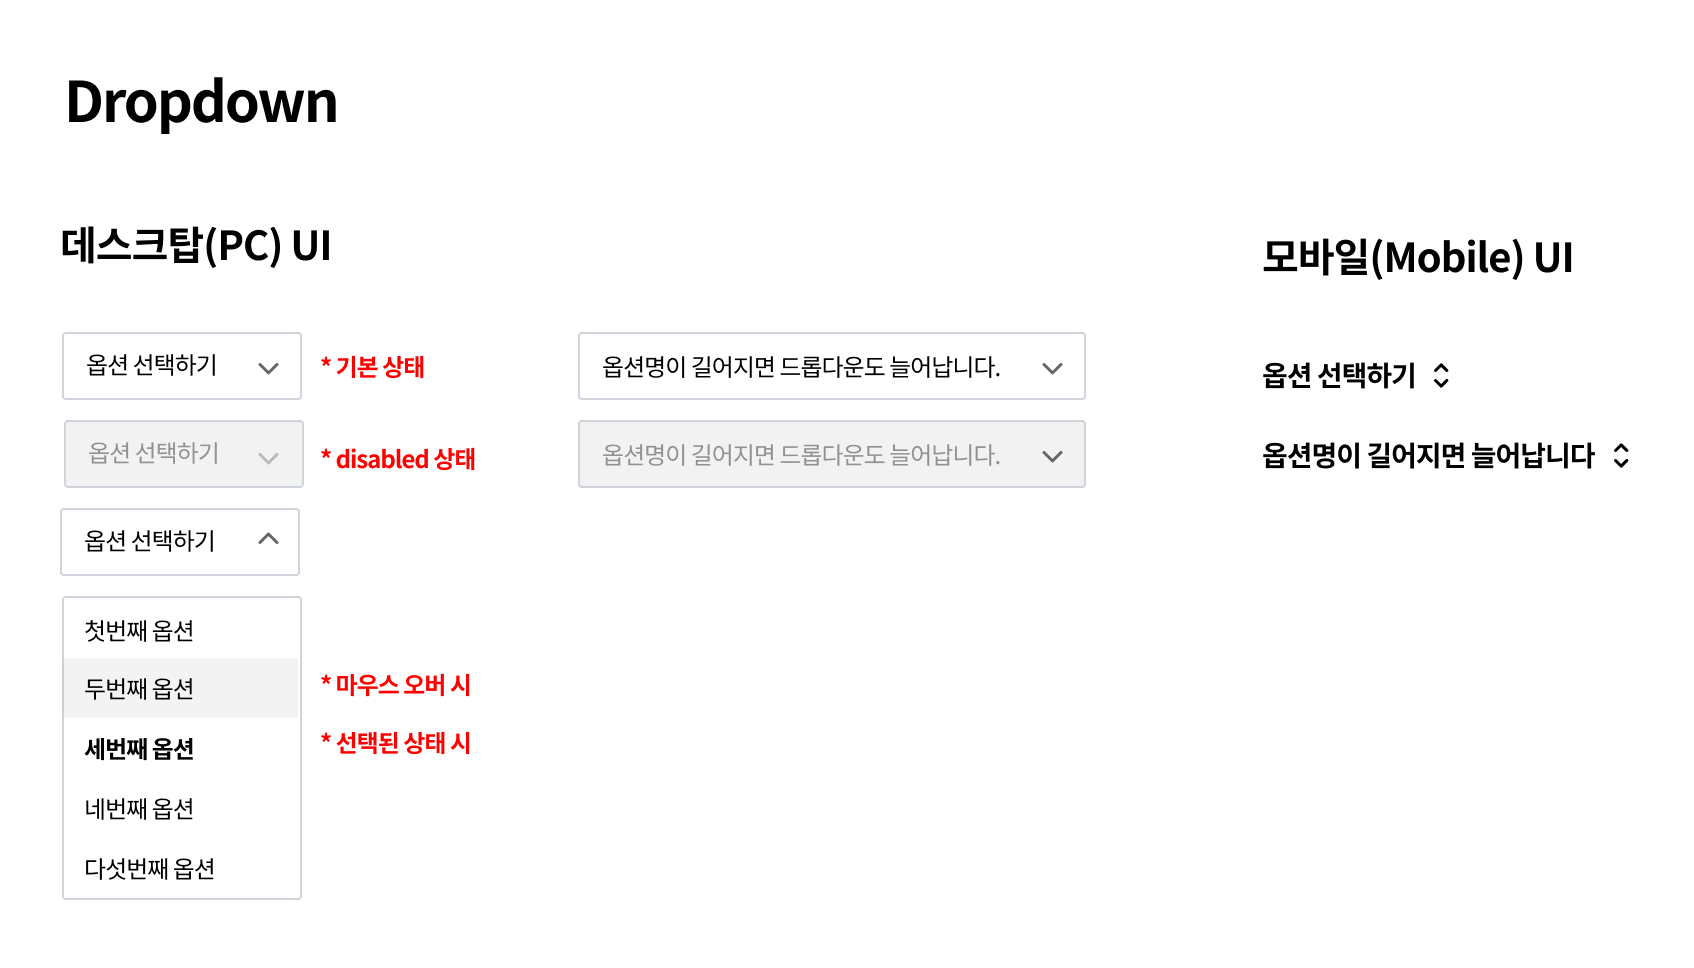 Dropdown
데스크탑(PC) UI
옵션 선택하기
* 기본 상태
옵션 선택하기
* disabled 상태
옵션 선택하기
첫번째 옵션
두번째 옵션
* 마우스 오버 시
세번째 옵션
* 선택된 상태 시
네번째 옵션
다섯번째 옵션
옵션명이 길어지면 드롭다운도 늘어납니다.
옵션명이 길어지면 드롭다운도 늘어납니다.
모바일(Mobile) UI
옵션 선택하기
옵션명이 길어지면 늘어납니다